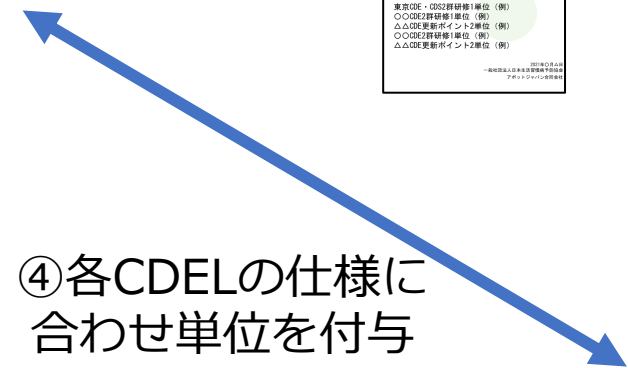 東京CDE・CDS2群研修1単位（例）
〇〇CDE2群研修1単位（例）
△△CDE更新ポイント2単位（例）
〇〇CDE2群研修1単位（例）
△△CDE更新ポイント2単位（例）
2021年〇月△日
一般社団法人日本生活習慣病予防協会
アボットジャパン合同会社
④各CDELの仕様に
合わせ単位を付与